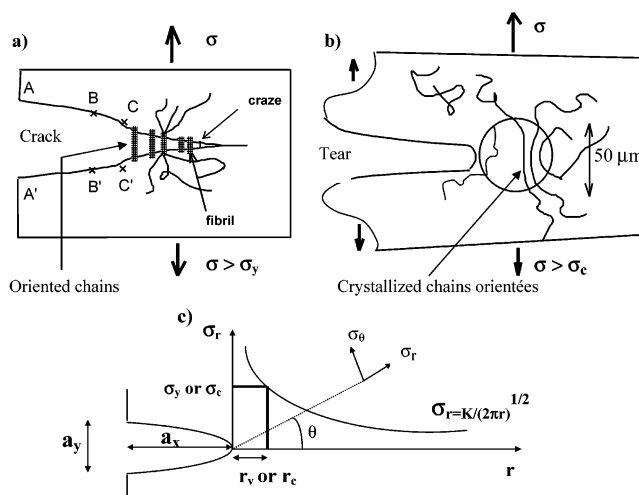 a)
σ
A
B
C
craze
Crack
A'
B'
C'
fibril
σ > σy
Oriented chains
b)
σ
Tear
50 μm
σ > σc
Crystallized chains orientées
c)
σr
σθ
σr
σy or σc
σr=K/(2πr)^1/2
θ
ay
ax
r
ry or rc